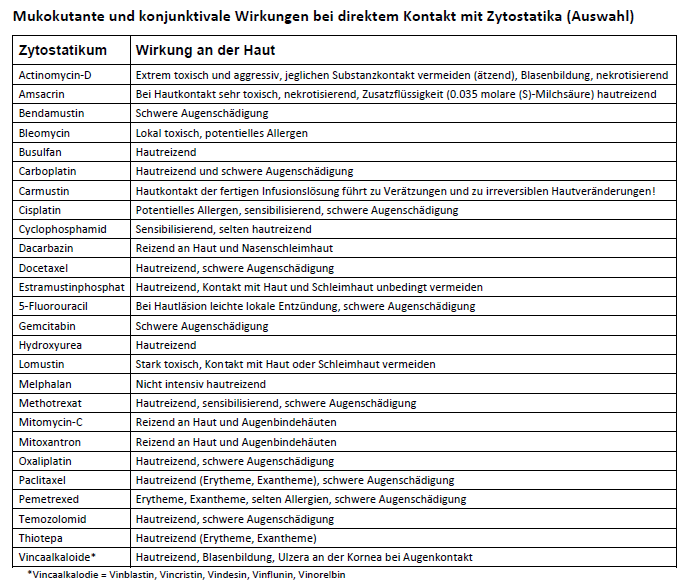 Mukokutane und konjunktivale Wirkungen bei direktem Kontakt mit Zytostatika (Auswahl)
Zytostatikum Wirkung an der Haut
Actinomycin-D Extrem toxisch und aggressiv, jeglichen Substanzkontakt vermeiden (ätzend), Blasenbildung, nekrotisierend
Amsacrin Bei Hautkontakt sehr toxisch, nekrotisierend, Zusatzflüssigkeit (0.035 molare (S)-Milchsäure) hautreizend
Bendamustin Schwere Augenschädigung
Bleomycin Lokal toxisch, potentielles Allergen
Busulfan Hautreizend
Carboplatin Hautreizend und schwere Augenschädigung
Carmustin Hautkontakt der fertigen Infusionslösung führt zu Verätzungen und zu irreversiblen Hautveränderungen!
Cisplatin Potentielles Allergen, sensibilisierend, schwere Augenschädigung
Cyclophosphamid Sensibilisierend, selten hautreizend
Dacarbazin Reizend an Haut und Nasenschleimhaut
Docetaxel Hautreizend, schwere Augenschädigung
Estramustinphosphat Hautreizend, Kontakt mit Haut und Schleimhaut unbedingt vermeiden
5-Fluorouracil Bei Hautläsion leichte lokale Entzündung, schwere Augenschädigung
Gemcitabin Schwere Augenschädigung
Hydroxyurea Hautreizend
Lomustin Stark toxisch, Kontakt mit Haut oder Schleimhaut vermeiden
Melphalan Nicht intensiv hautreizend
Methotrexat Hautreizend, sensibilisierend, schwere Augenschädigung
Mitomycin-C Reizend an Haut und Augenbindehäuten
Mitoxantron Reizend an Haut und Augenbindehäuten
Oxaliplatin Hautreizend, schwere Augenschädigung
Paclitaxel Hautreizend (Erytheme, Exantheme), schwere Augenschädigung
Pemetrexed Erytheme, Exantheme, selten Allergien, schwere Augenschädigung
Temozolomid Hautreizend, schwere Augenschädigung
Thiotepa Hautreizend (Erytheme, Exantheme)
Vincaalkaloide* Hautreizend, Blasenbildung, Ulzera an der Kornea bei Augenkontakt
*Vincaalkalodie = Vinblastin, Vincristin, Vindesin, Vinflunin, Vinorelbin